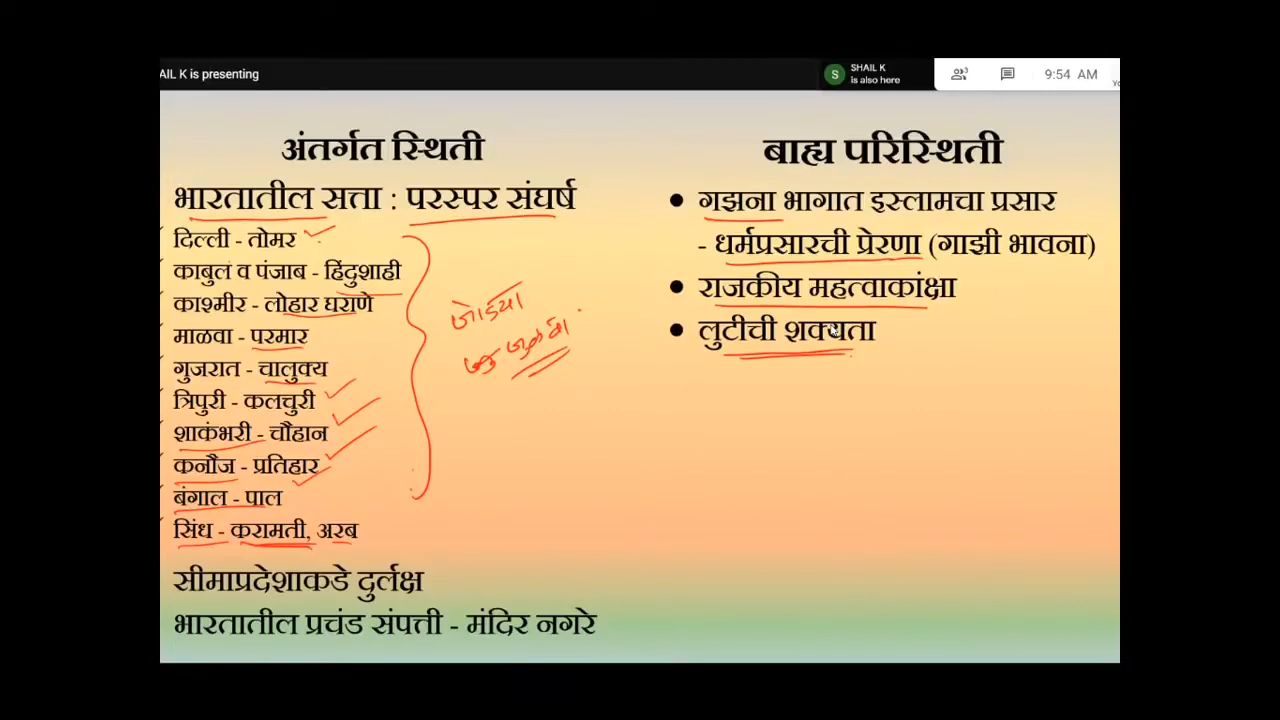 AIL K is presenting
S
SHAIL K
is also here
3
9:54 AM
अंतर्गत स्थिती
भारतातील सत्ता : परस्पर संघर्ष
दिल्ली - तोमर
काबुल व पंजाब - हिंदुशाही
काश्मीर - लोहार घराणे
माळवा - परमार
गुजरात - चालुक्य
त्रिपुरी - कलचुरी
शाकंभरी - चौहान
कनौज - प्रतिहार
बंगाल - पाल
सिंध - करामती, अरब
सीमाप्रदेशाकडे दुर्लक्ष
भारतातील प्रचंड संपत्ती - मंदिर नगरे
जोड्या
जुळवा
बाह्य परिस्थिती
• गझना भागात इस्लामचा प्रसार
- धर्मप्रसारची प्रेरणा (गाझी भावना)
• राजकीय महत्वाकांक्षा
• लुटीची शक्यता